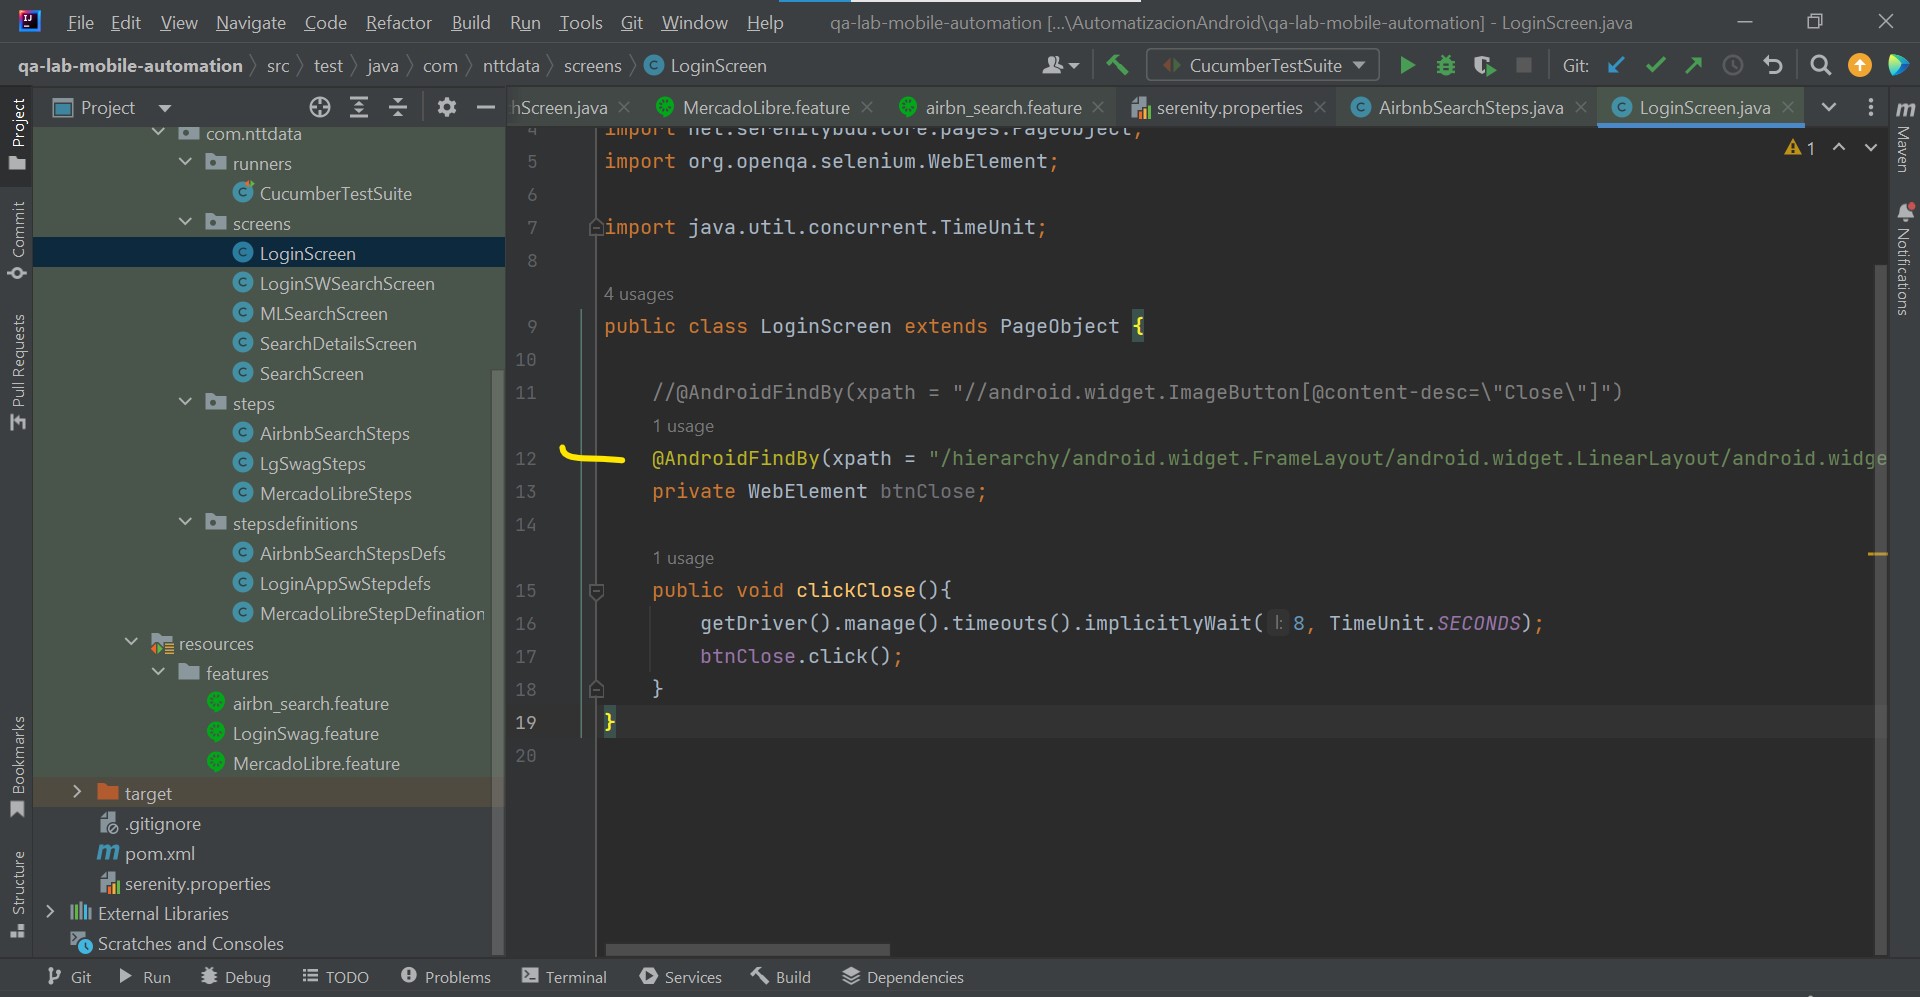 File Edit View Navigate Code Refactor Build Run Tools Git Window Help qa-lab-mobile-automation [...\AutomatizacionAndroid\qa-lab-mobile-automation] - LoginScreen.java
qa-lab-mobile-automation src test java com nttdata screens LoginScreen CucumberTestSuite Git:
Project
hScreen.java MercadoLibre.feature airbn_search.feature serenity.properties AirbnbSearchSteps.java LoginScreen.java
Project
Commit
Pull Requests
Bookmarks
Structure
com.nttdata
runners
CucumberTestSuite
screens
LoginScreen
LoginSWSearchScreen
MLSearchScreen
SearchDetailsScreen
SearchScreen
steps
AirbnbSearchSteps
LgSwagSteps
MercadoLibreSteps
stepsdefinitions
AirbnbSearchStepsDefs
LoginAppSwStepdefs
MercadoLibreStepDefination
resources
features
airbn_search.feature
LoginSwag.feature
MercadoLibre.feature
target
.gitignore
pom.xml
serenity.properties
External Libraries
Scratches and Consoles
4 import net.serenitybdd.core.pages.PageObject;
5 import org.openqa.selenium.WebElement;
6
7 import java.util.concurrent.TimeUnit;
8
4 usages
9 public class LoginScreen extends PageObject {
10
11 //@AndroidFindBy(xpath = "//android.widget.ImageButton[@content-desc=\"Close\"]")
1 usage
12 @AndroidFindBy(xpath = "/hierarchy/android.widget.FrameLayout/android.widget.LinearLayout/android.widge
13 private WebElement btnClose;
14
1 usage
15 public void clickClose(){
16 getDriver().manage().timeouts().implicitlyWait( l: 8, TimeUnit.SECONDS);
17 btnClose.click();
18 }
19 }
20
1
Maven
Notifications
Git Run Debug TODO Problems Terminal Services Build Dependencies